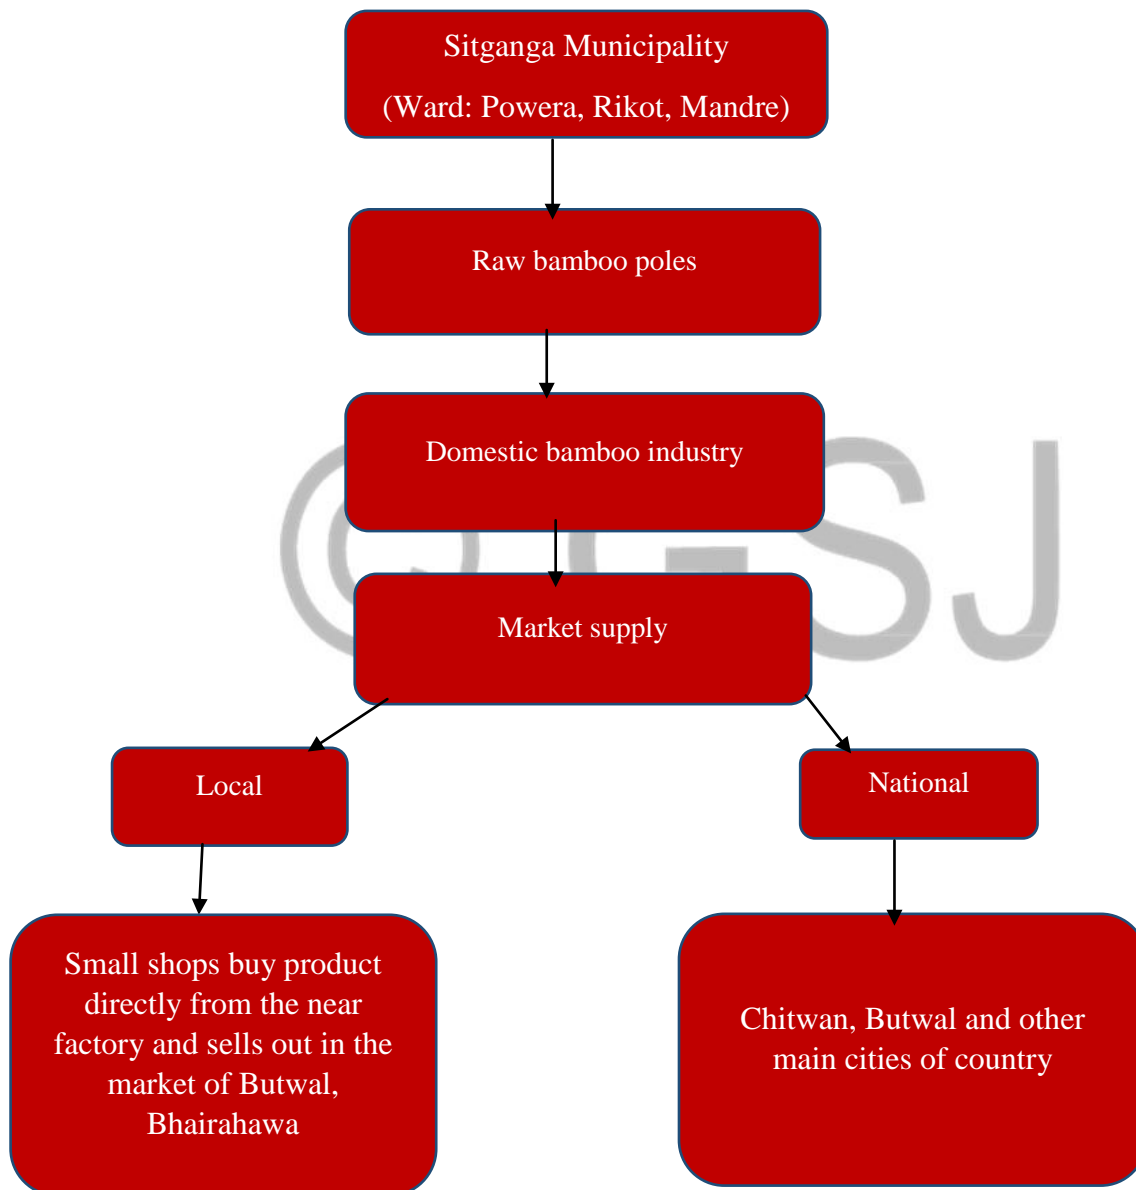 Sitganga Municipality
(Ward: Powera, Rikot, Mandre)
Raw bamboo poles
Domestic bamboo industry
© GSJ
Market supply
Local
National
Small shops buy product
directly from the near
factory and sells out in the
market of Butwal,
Bhairahawa
Chitwan, Butwal and other
main cities of country